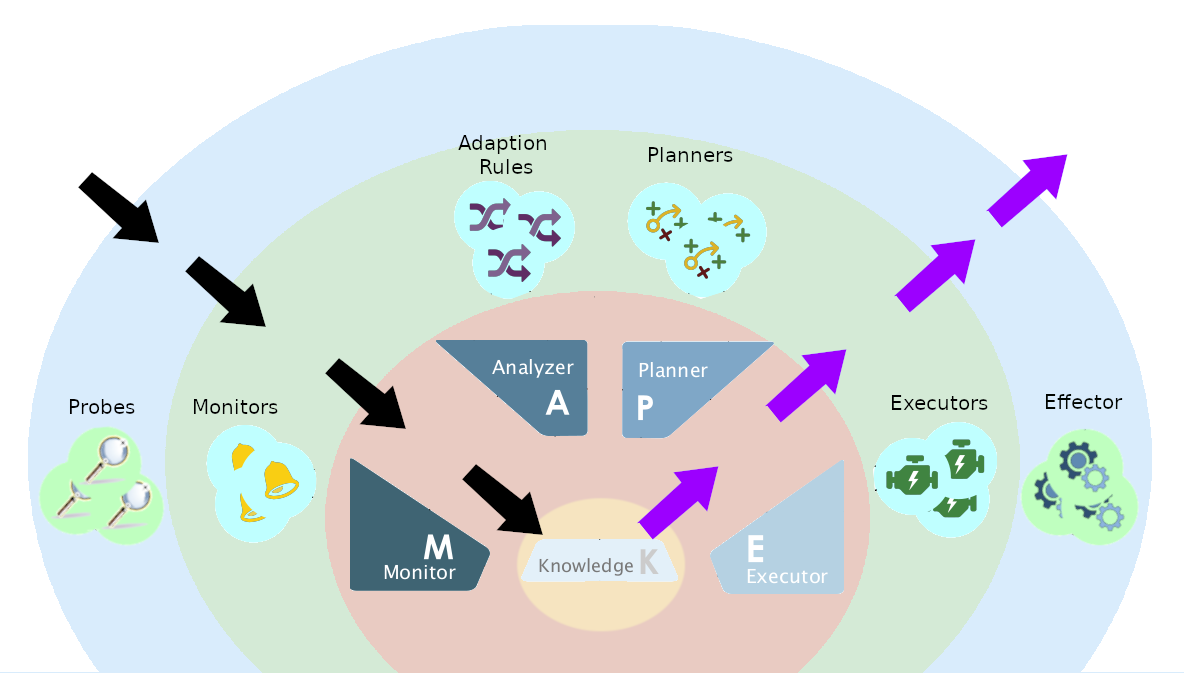 Adaption
Rules
Planners
Analyzer
A
Planner
P
Probes
Monitors
Executors
Effector
M
Monitor
Knowledge K
E
Executor